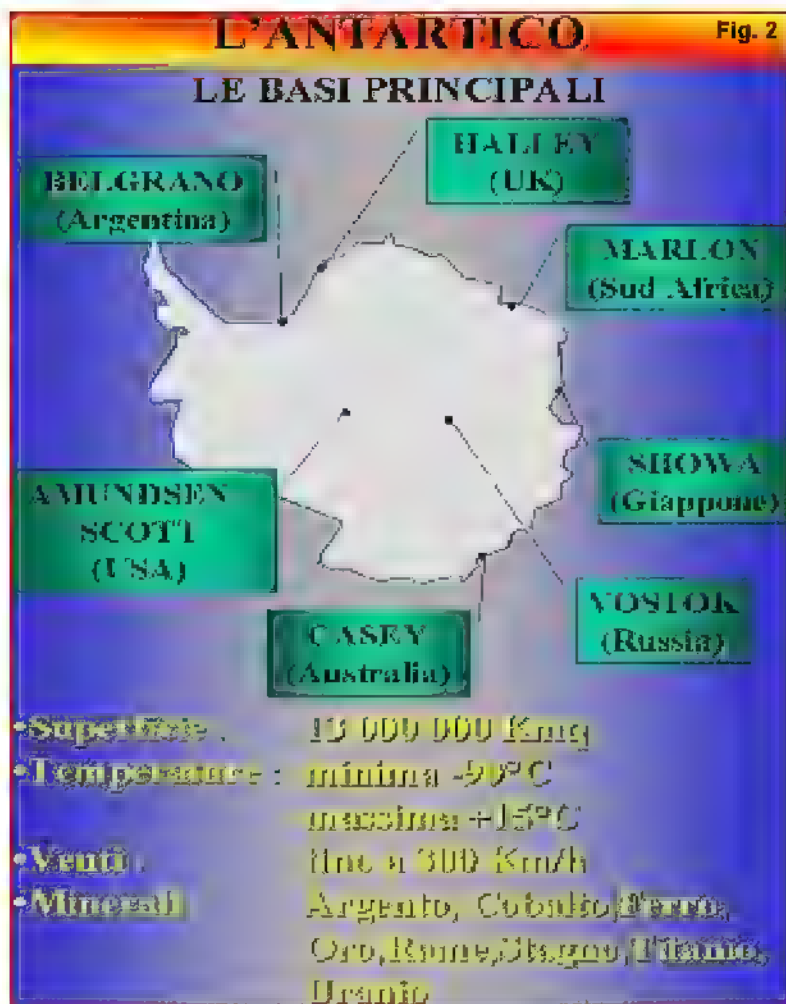 L'ANTARTICO
Fig. 2
LE BASI PRINCIPALI
HALLEY
(UK)
BELGRANO
(Argentina)
MARLON
(Sud Africa)
SHOWA
(Giappone)
AMUNDSEN
SCOTT
(USA)
VOSTOK
(Russia)
CASEY
(Australia)
•Superficie : 13 000 000 Kmq
•Temperature : minima -90°C
massima +15°C
•Venti : fino a 300 Km/h
•Minerali Argento, Cobalto, Ferro,
Oro, Rame, Stagno, Titanio,
Uranio